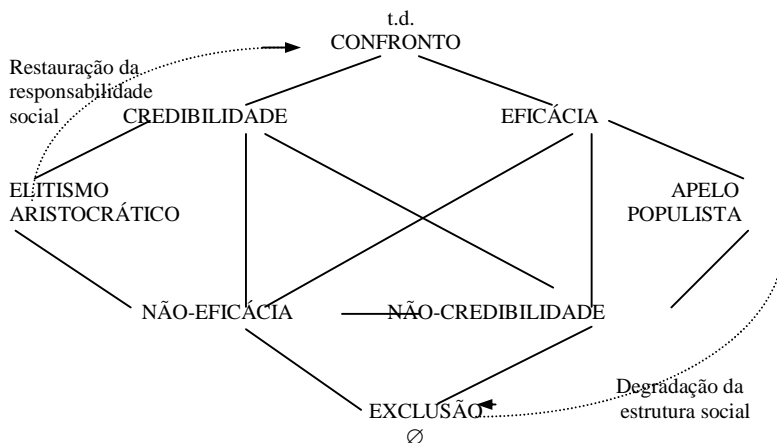 t.d.
CONFRONTO
Restauração da
responsabilidade
social
CREDIBILIDADE
EFICÁCIA
ELITISMO
ARISTOCRÁTICO
APELO
POPULISTA
NÃO-EFICÁCIA
NÃO-CREDIBILIDADE
Degradação da
estrutura social
EXCLUSÃO
∅